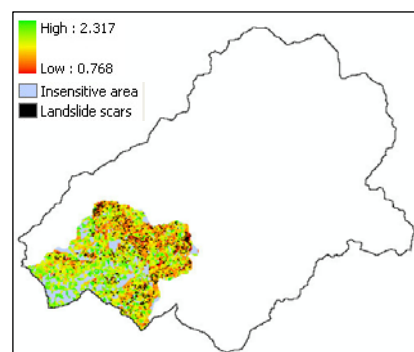 High : 2.317
Low : 0.768
Insensitive area
Landslide scars